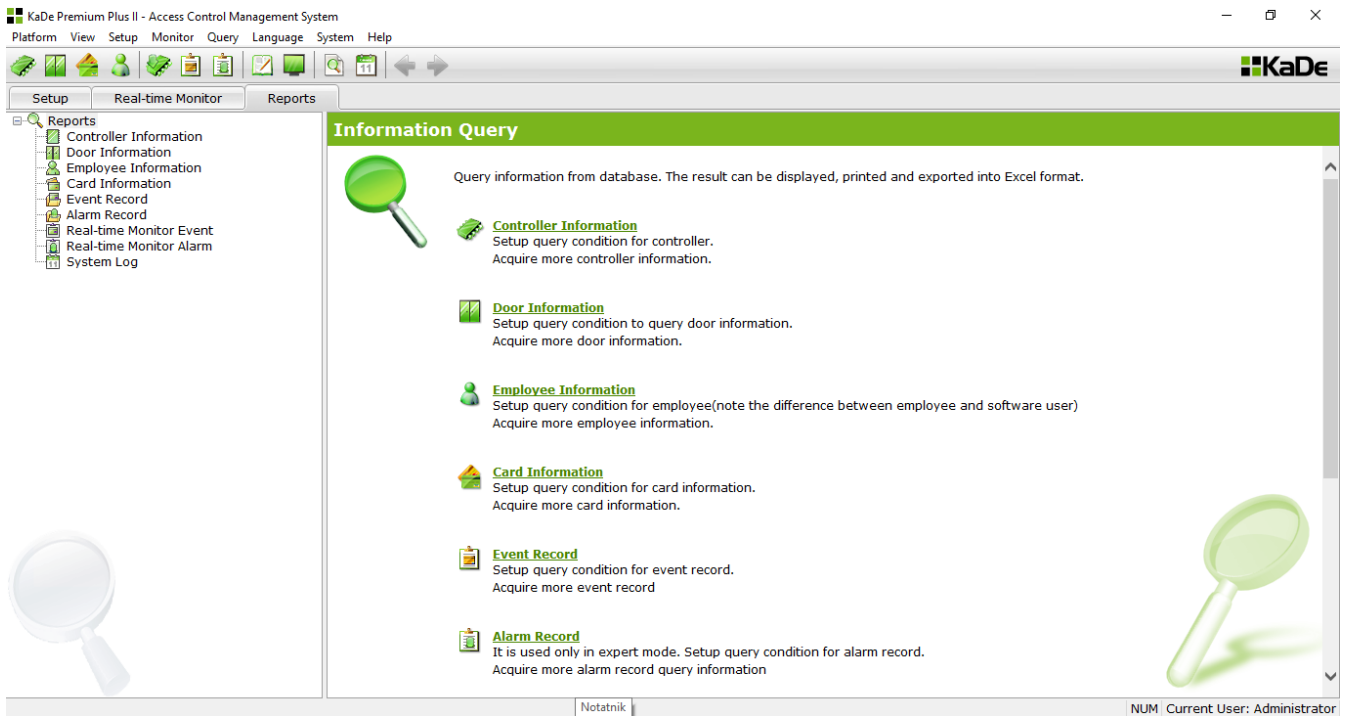 KaDe Premium Plus II - Access Control Management System
Platform View Setup Monitor Query Language System Help
11
KaDe
Setup Real-time Monitor Reports
Reports
Controller Information
Door Information
Employee Information
Card Information
Event Record
Alarm Record
Real-time Monitor Event
Real-time Monitor Alarm
11 System Log
Information Query
Query information from database. The result can be displayed, printed and exported into Excel format.
Controller Information
Setup query condition for controller.
Acquire more controller information.
Door Information
Setup query condition to query door information.
Acquire more door information.
Employee Information
Setup query condition for employee(note the difference between employee and software user)
Acquire more employee information.
Card Information
Setup query condition for card information.
Acquire more card information.
Event Record
Setup query condition for event record.
Acquire more event record
Alarm Record
It is used only in expert mode. Setup query condition for alarm record.
Acquire more alarm record query information
Notatnik
NUM Current User: Administrator